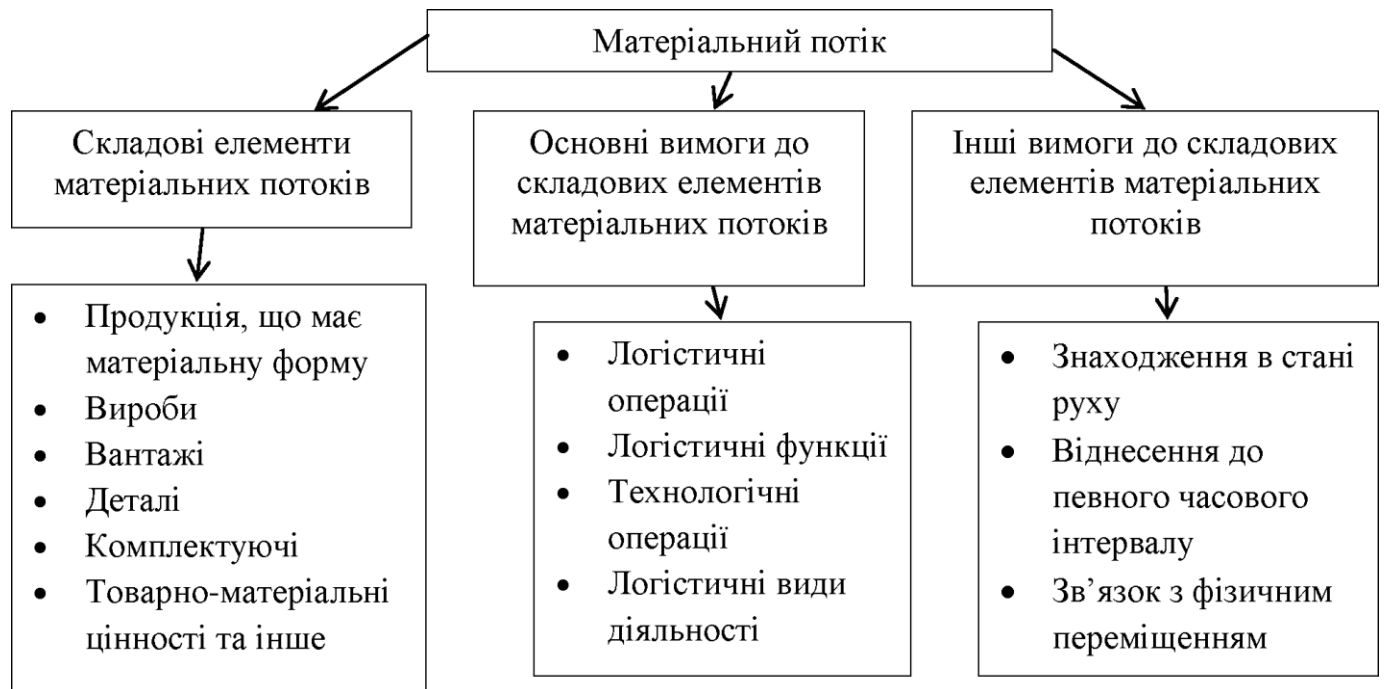 Матеріальний потік
Складові елементи
матеріальних потоків
Основні вимоги до
складових елементів
матеріальних потоків
Інші вимоги до складових
елементів матеріальних
потоків
• Продукція, що має
матеріальну форму
• Вироби
• Вантажі
• Деталі
• Комплектуючі
• Товарно-матеріальні
цінності та інше
• Логістичні
операції
• Логістичні функції
• Технологічні
операції
• Логістичні види
діяльності
• Знаходження в стані
руху
• Віднесення до
певного часового
інтервалу
• Зв’язок з фізичним
переміщенням